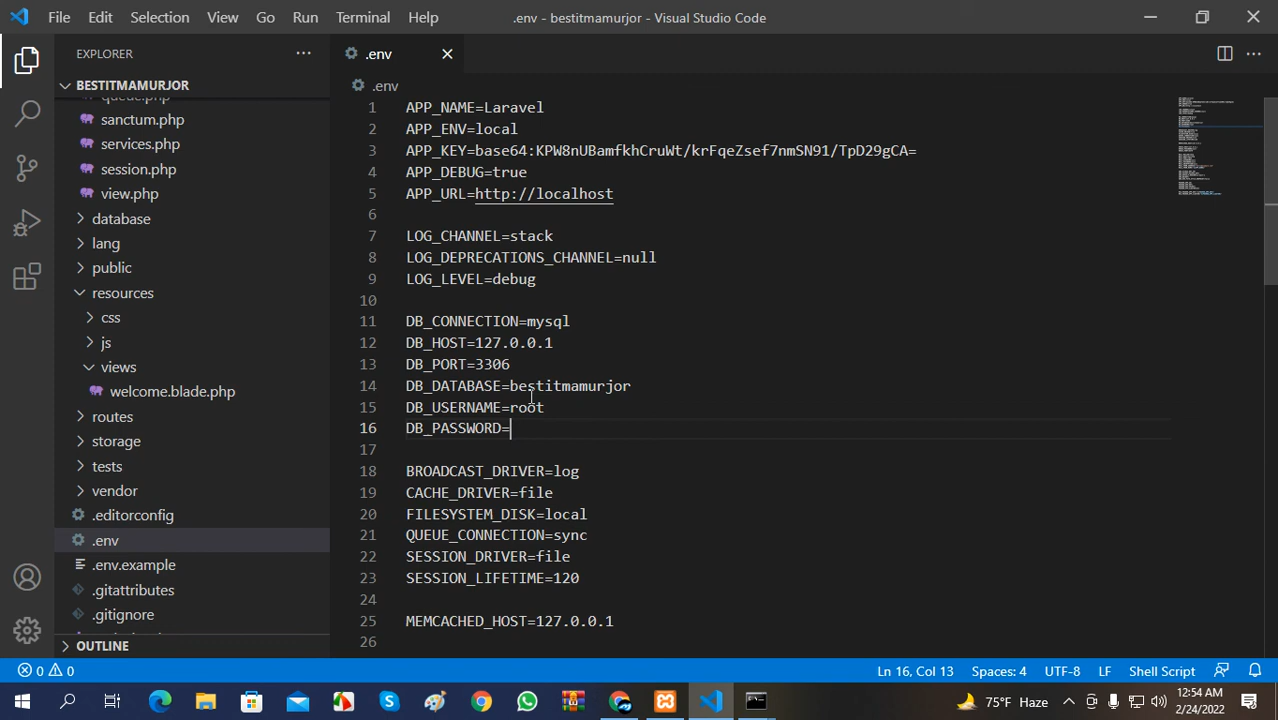 File Edit Selection View Go Run Terminal Help .env - bestitmamurjor - Visual Studio Code
EXPLORER
BESTITMAMURJOR
queue.php
sanctum.php
services.php
session.php
view.php
database
lang
public
resources
css
js
views
welcome.blade.php
routes
storage
tests
vendor
.editorconfig
.env
.env.example
.gitattributes
.gitignore
OUTLINE
.env
.env
1 APP_NAME=Laravel
2 APP_ENV=local
3 APP_KEY=base64:KPW8nUBamfkhCruWt/krFqeZsef7nmSN91/TpD29gCA=
4 APP_DEBUG=true
5 APP_URL=http://localhost
6
7 LOG_CHANNEL=stack
8 LOG_DEPRECATIONS_CHANNEL=null
9 LOG_LEVEL=debug
10
11 DB_CONNECTION=mysql
12 DB_HOST=127.0.0.1
13 DB_PORT=3306
14 DB_DATABASE=bestitmamurjor
15 DB_USERNAME=root
16 DB_PASSWORD=
17
18 BROADCAST_DRIVER=log
19 CACHE_DRIVER=file
20 FILESYSTEM_DISK=local
21 QUEUE_CONNECTION=sync
22 SESSION_DRIVER=file
23 SESSION_LIFETIME=120
24
25 MEMCACHED_HOST=127.0.0.1
26
0 0 Ln 16, Col 13 Spaces: 4 UTF-8 LF Shell Script
75°F Haze
12:54 AM
2/24/2022